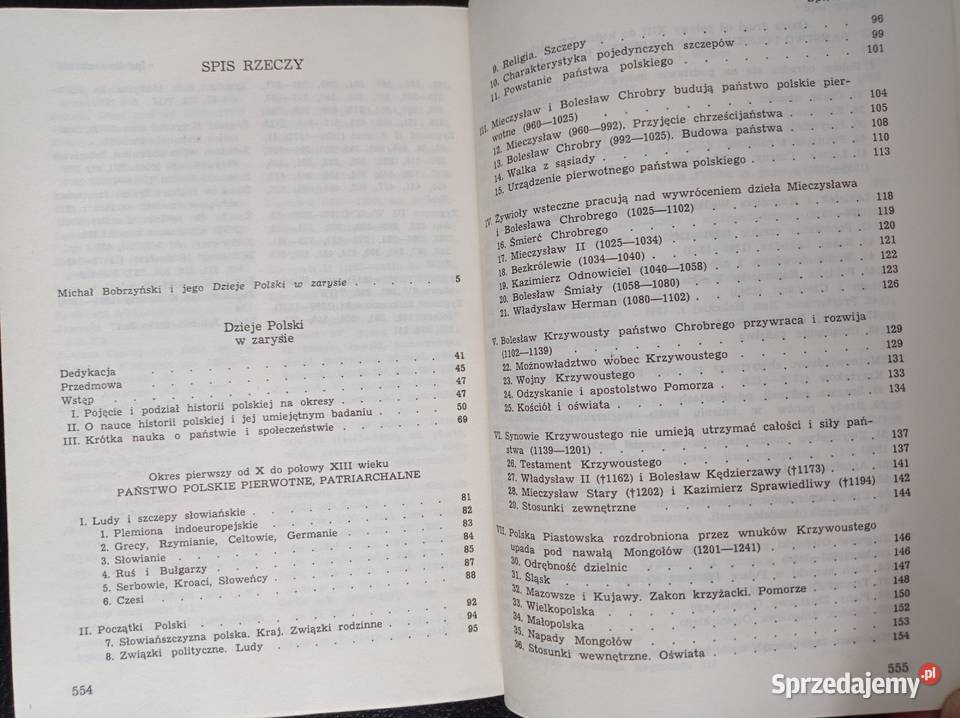 SPIS RZECZY
Michał Bobrzyński i jego Dzieje Polski w zarysie . . . . . . 5
Dzieje Polski
w zarysie
Dedykacja . . . . . . 41
Przedmowa . . . . . . 45
Wstęp . . . . . . 47
I. Pojęcie i podział historii polskiej na okresy . . . . . . 47
II. O nauce historii polskiej i jej umiejętnym badaniu . . . . . . 50
III. Krótka nauka o państwie i społeczeństwie . . . . . . 69
Okres pierwszy od X do połowy XIII wieku
PAŃSTWO POLSKIE PIERWOTNE, PATRIARCHALNE
I. Ludy i szczepy słowiańskie . . . . . . 81
1. Plemiona indoeuropejskie . . . . . . 82
2. Grecy, Rzymianie, Celtowie, Germanie . . . . . . 83
3. Słowianie . . . . . . 84
4. Ruś i Bułgarzy . . . . . . 85
5. Serbowie, Kroaci, Słoweńcy . . . . . . 87
6. Czesi . . . . . . 88
II. Początki Polski . . . . . . 92
7. Słowiańszczyzna polska. Kraj. Związki rodzinne . . . . . . 94
8. Związki polityczne. Ludy . . . . . . 95
554
9. Religia. Szczepy . . . . . . 96
10. Charakterystyka pojedynczych szczepów . . . . . . 99
11. Powstanie państwa polskiego . . . . . . 101
III. Mieczysław i Bolesław Chrobry budują państwo polskie pier-
wotne (960—1025) . . . . . . 104
12. Mieczysław (960—992). Przyjęcie chrześcijaństwa . . . . . . 105
13. Bolesław Chrobry (992—1025). Budowa państwa . . . . . . 108
14. Walka z sąsiady . . . . . . 110
15. Urządzenie pierwotnego państwa polskiego . . . . . . 113
IV. Żywioły wsteczne pracują nad wywróceniem dzieła Mieczysława
i Bolesława Chrobrego (1025—1102) . . . . . . 118
16. Śmierć Chrobrego . . . . . . 119
17. Mieczysław II (1025—1034) . . . . . . 120
18. Bezkrólewie (1034—1040) . . . . . . 121
19. Kazimierz Odnowiciel (1040—1058) . . . . . . 122
20. Bolesław Śmiały (1058—1080) . . . . . . 123
21. Władysław Herman (1080—1102) . . . . . . 126
V. Bolesław Krzywousty państwo Chrobrego przywraca i rozwija
(1102—1139) . . . . . . 129
22. Możnowładztwo wobec Krzywoustego . . . . . . 129
23. Wojny Krzywoustego . . . . . . 131
24. Odzyskanie i apostolstwo Pomorza . . . . . . 133
25. Kościół i oświata . . . . . . 134
VI. Synowie Krzywoustego nie umieją utrzymać całości i siły pań-
stwa (1139—1201) . . . . . . 137
26. Testament Krzywoustego . . . . . . 137
27. Władysław II (†1162) i Bolesław Kędzierzawy (†1173) . . . . . . 141
28. Mieczysław Stary (†1202) i Kazimierz Sprawiedliwy (†1194) 142
29. Stosunki zewnętrzne . . . . . . 144
VII. Polska Piastowska rozdrobniona przez wnuków Krzywoustego
upada pod nawałą Mongołów (1201—1241) . . . . . . 146
30. Odrębność dzielnic . . . . . . 146
31. Śląsk . . . . . . 147
32. Mazowsze i Kujawy. Zakon krzyżacki. Pomorze . . . . . . 148
33. Wielkopolska . . . . . . 150
34. Małopolska . . . . . . 152
35. Napady Mongołów . . . . . . 153
36. Stosunki wewnętrzne. Oświata . . . . . . 154
555
Sprzedajemy.pl